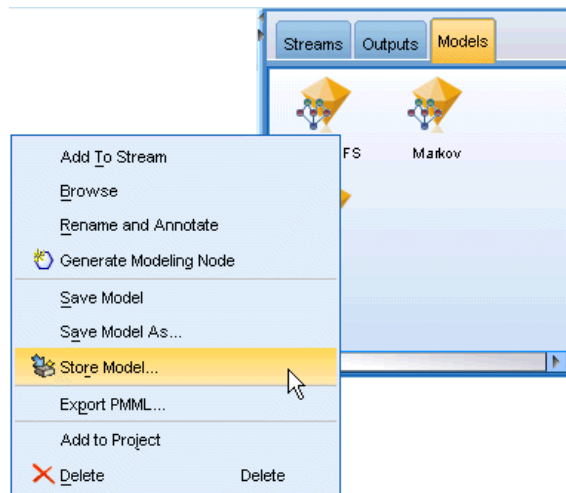 Streams
Outputs
Models
FS
Markov
Add To Stream
Browse
Rename and Annotate
Generate Modeling Node
Save Model
Save Model As...
Store Model...
Export PMML...
Add to Project
Delete Delete